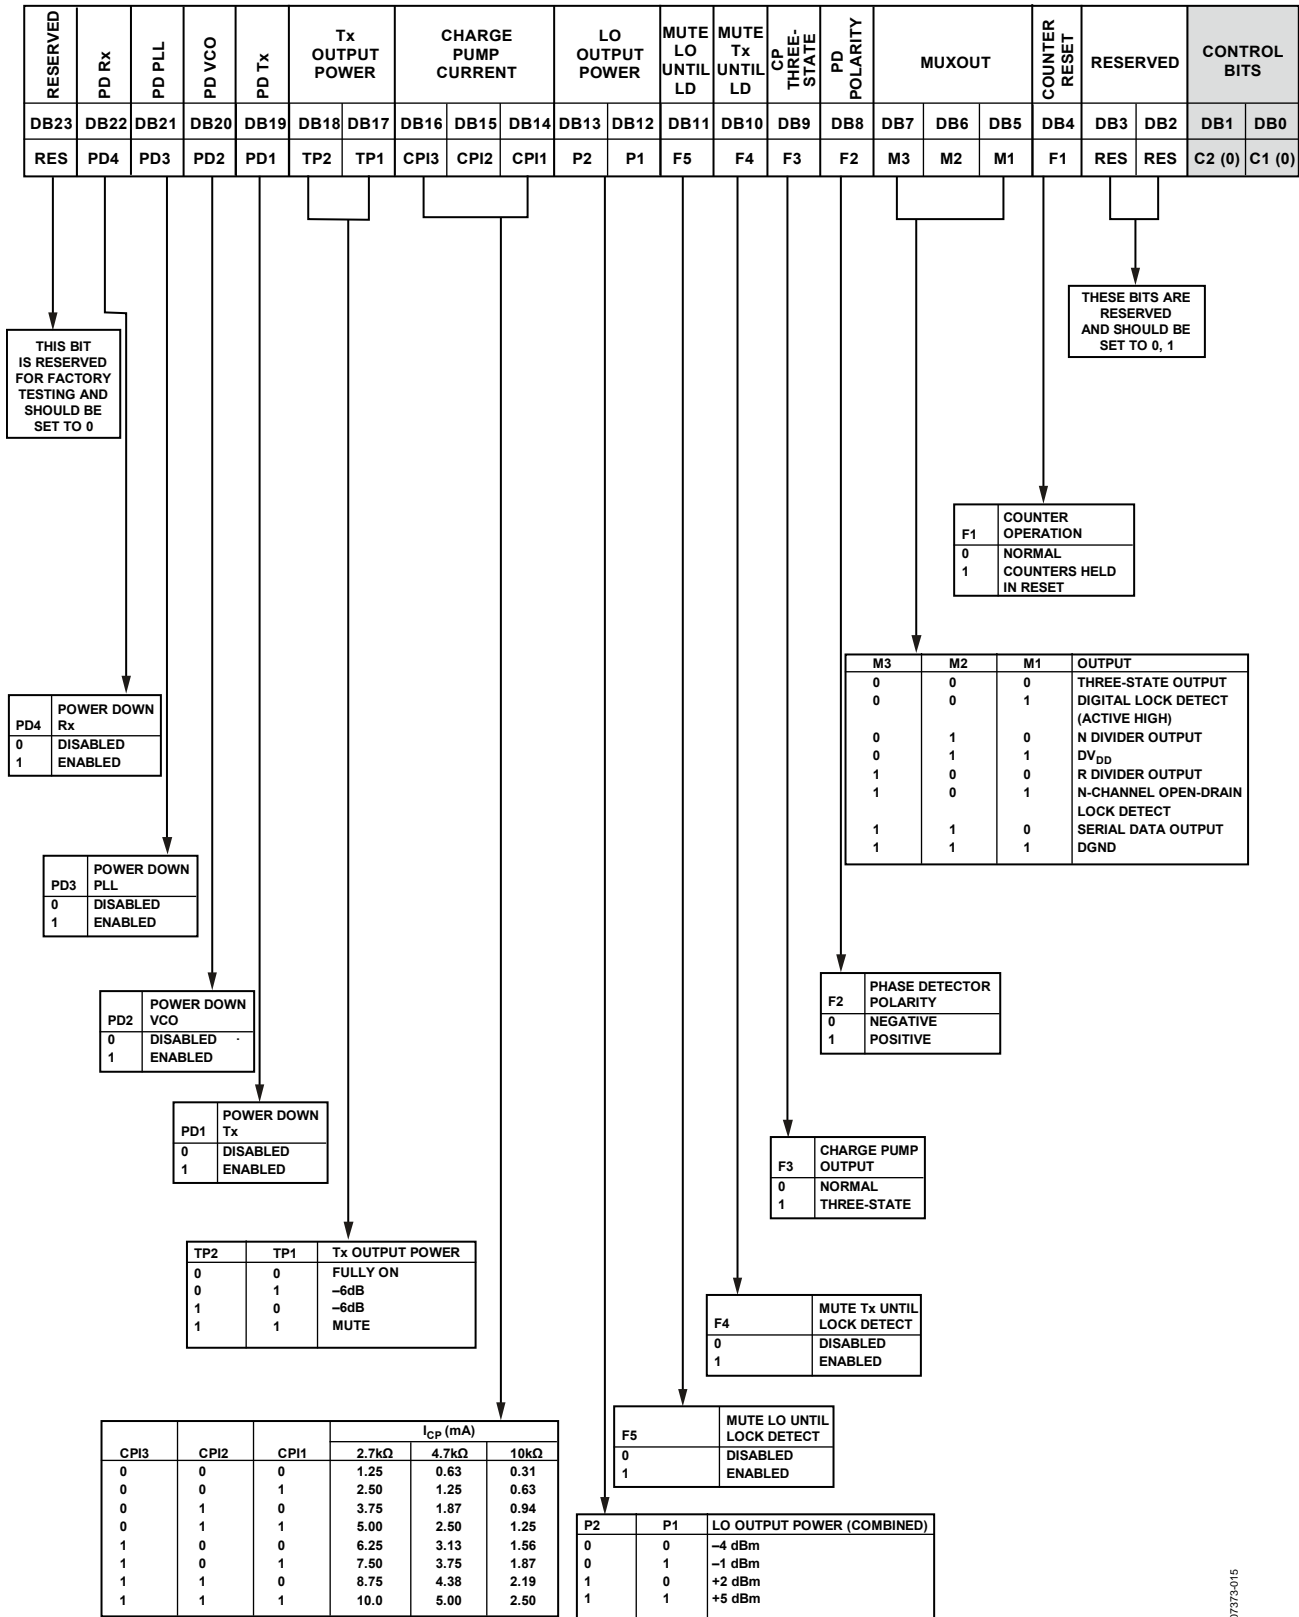 RESERVED
PD Rx
PD PLL
PD VCO
PD Tx
Tx
OUTPUT
POWER
CHARGE
PUMP
CURRENT
LO
OUTPUT
POWER
MUTE
LO
UNTIL
LD
MUTE
Tx
UNTIL
LD
CP
THREE-
STATE
PD
POLARITY
MUXOUT
COUNTER
RESET
RESERVED
CONTROL
BITS
DB23 DB22 DB21 DB20 DB19 DB18 DB17 DB16 DB15 DB14 DB13 DB12 DB11 DB10 DB9 DB8 DB7 DB6 DB5 DB4 DB3 DB2 DB1 DB0
RES PD4 PD3 PD2 PD1 TP2 TP1 CPI3 CPI2 CPI1 P2 P1 F5 F4 F3 F2 M3 M2 M1 F1 RES RES C2 (0) C1 (0)
THESE BITS ARE
RESERVED
AND SHOULD BE
SET TO 0, 1
THIS BIT
IS RESERVED
FOR FACTORY
TESTING AND
SHOULD BE
SET TO 0
F1 COUNTER
OPERATION
0 NORMAL
1 COUNTERS HELD
IN RESET
M3 M2 M1 OUTPUT
0 0 0 THREE-STATE OUTPUT
0 0 1 DIGITAL LOCK DETECT
(ACTIVE HIGH)
0 1 0 N DIVIDER OUTPUT
0 1 1 DVDD
1 0 0 R DIVIDER OUTPUT
1 0 1 N-CHANNEL OPEN-DRAIN
LOCK DETECT
1 1 0 SERIAL DATA OUTPUT
1 1 1 DGND
PD4 POWER DOWN
Rx
0 DISABLED
1 ENABLED
PD3 POWER DOWN
PLL
0 DISABLED
1 ENABLED
F2 PHASE DETECTOR
POLARITY
0 NEGATIVE
1 POSITIVE
PD2 POWER DOWN
VCO
0 DISABLED
1 ENABLED
PD1 POWER DOWN
Tx
0 DISABLED
1 ENABLED
F3 CHARGE PUMP
OUTPUT
0 NORMAL
1 THREE-STATE
TP2 TP1 Tx OUTPUT POWER
0 0 FULLY ON
0 1 –6dB
1 0 –6dB
1 1 MUTE
F4 MUTE Tx UNTIL
LOCK DETECT
0 DISABLED
1 ENABLED
F5 MUTE LO UNTIL
LOCK DETECT
0 DISABLED
1 ENABLED
ICP (mA)
CPI3 CPI2 CPI1 2.7kΩ 4.7kΩ 10kΩ
0 0 0 1.25 0.63 0.31
0 0 1 2.50 1.25 0.63
0 1 0 3.75 1.87 0.94
0 1 1 5.00 2.50 1.25
1 0 0 6.25 3.13 1.56
1 0 1 7.50 3.75 1.87
1 1 0 8.75 4.38 2.19
1 1 1 10.0 5.00 2.50
P2 P1 LO OUTPUT POWER (COMBINED)
0 0 –4 dBm
0 1 –1 dBm
1 0 +2 dBm
1 1 +5 dBm
07373-015